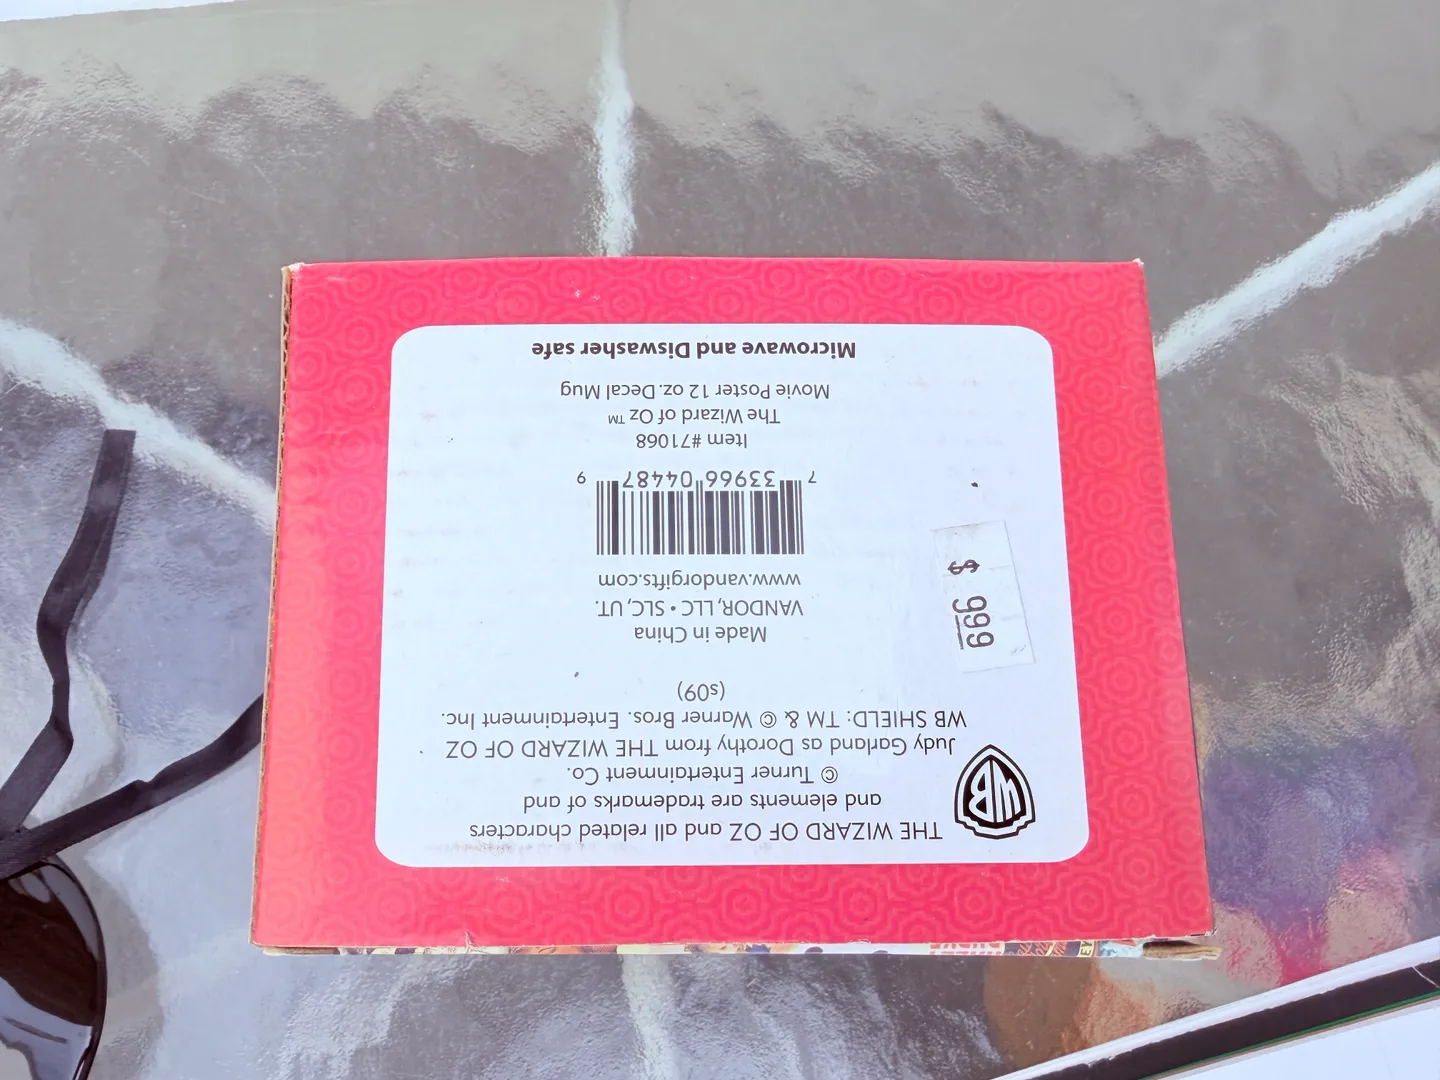 THE WIZARD OF OZ and all related characters
and elements are trademarks of and
© Turner Entertainment Co.
Judy Garland as Dorothy from THE WIZARD OF OZ
WB SHIELD: TM & © Warner Bros. Entertainment Inc.
(s09)
WB
Made in China
VANDOR, LLC • SLC, UT.
www.vandorgifts.com
7 33966 04487 9
Item #71068
The Wizard of Oz ™
Movie Poster 12 oz. Decal Mug
Microwave and Diswasher safe
$ 999